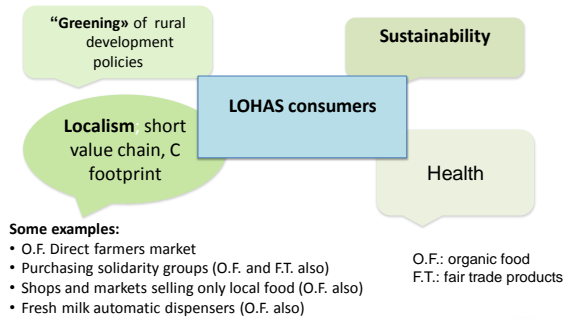 “Greening» of rural
development
policies
Sustainability
LOHAS consumers
Localism; short
value chain, C
footprint
Health
Some examples:
• O.F. Direct farmers market
• Purchasing solidarity groups (O.F. and F.T. also)
• Shops and markets selling only local food (O.F. also)
• Fresh milk automatic dispensers (O.F. also)
O.F.: organic food
F.T.: fair trade products